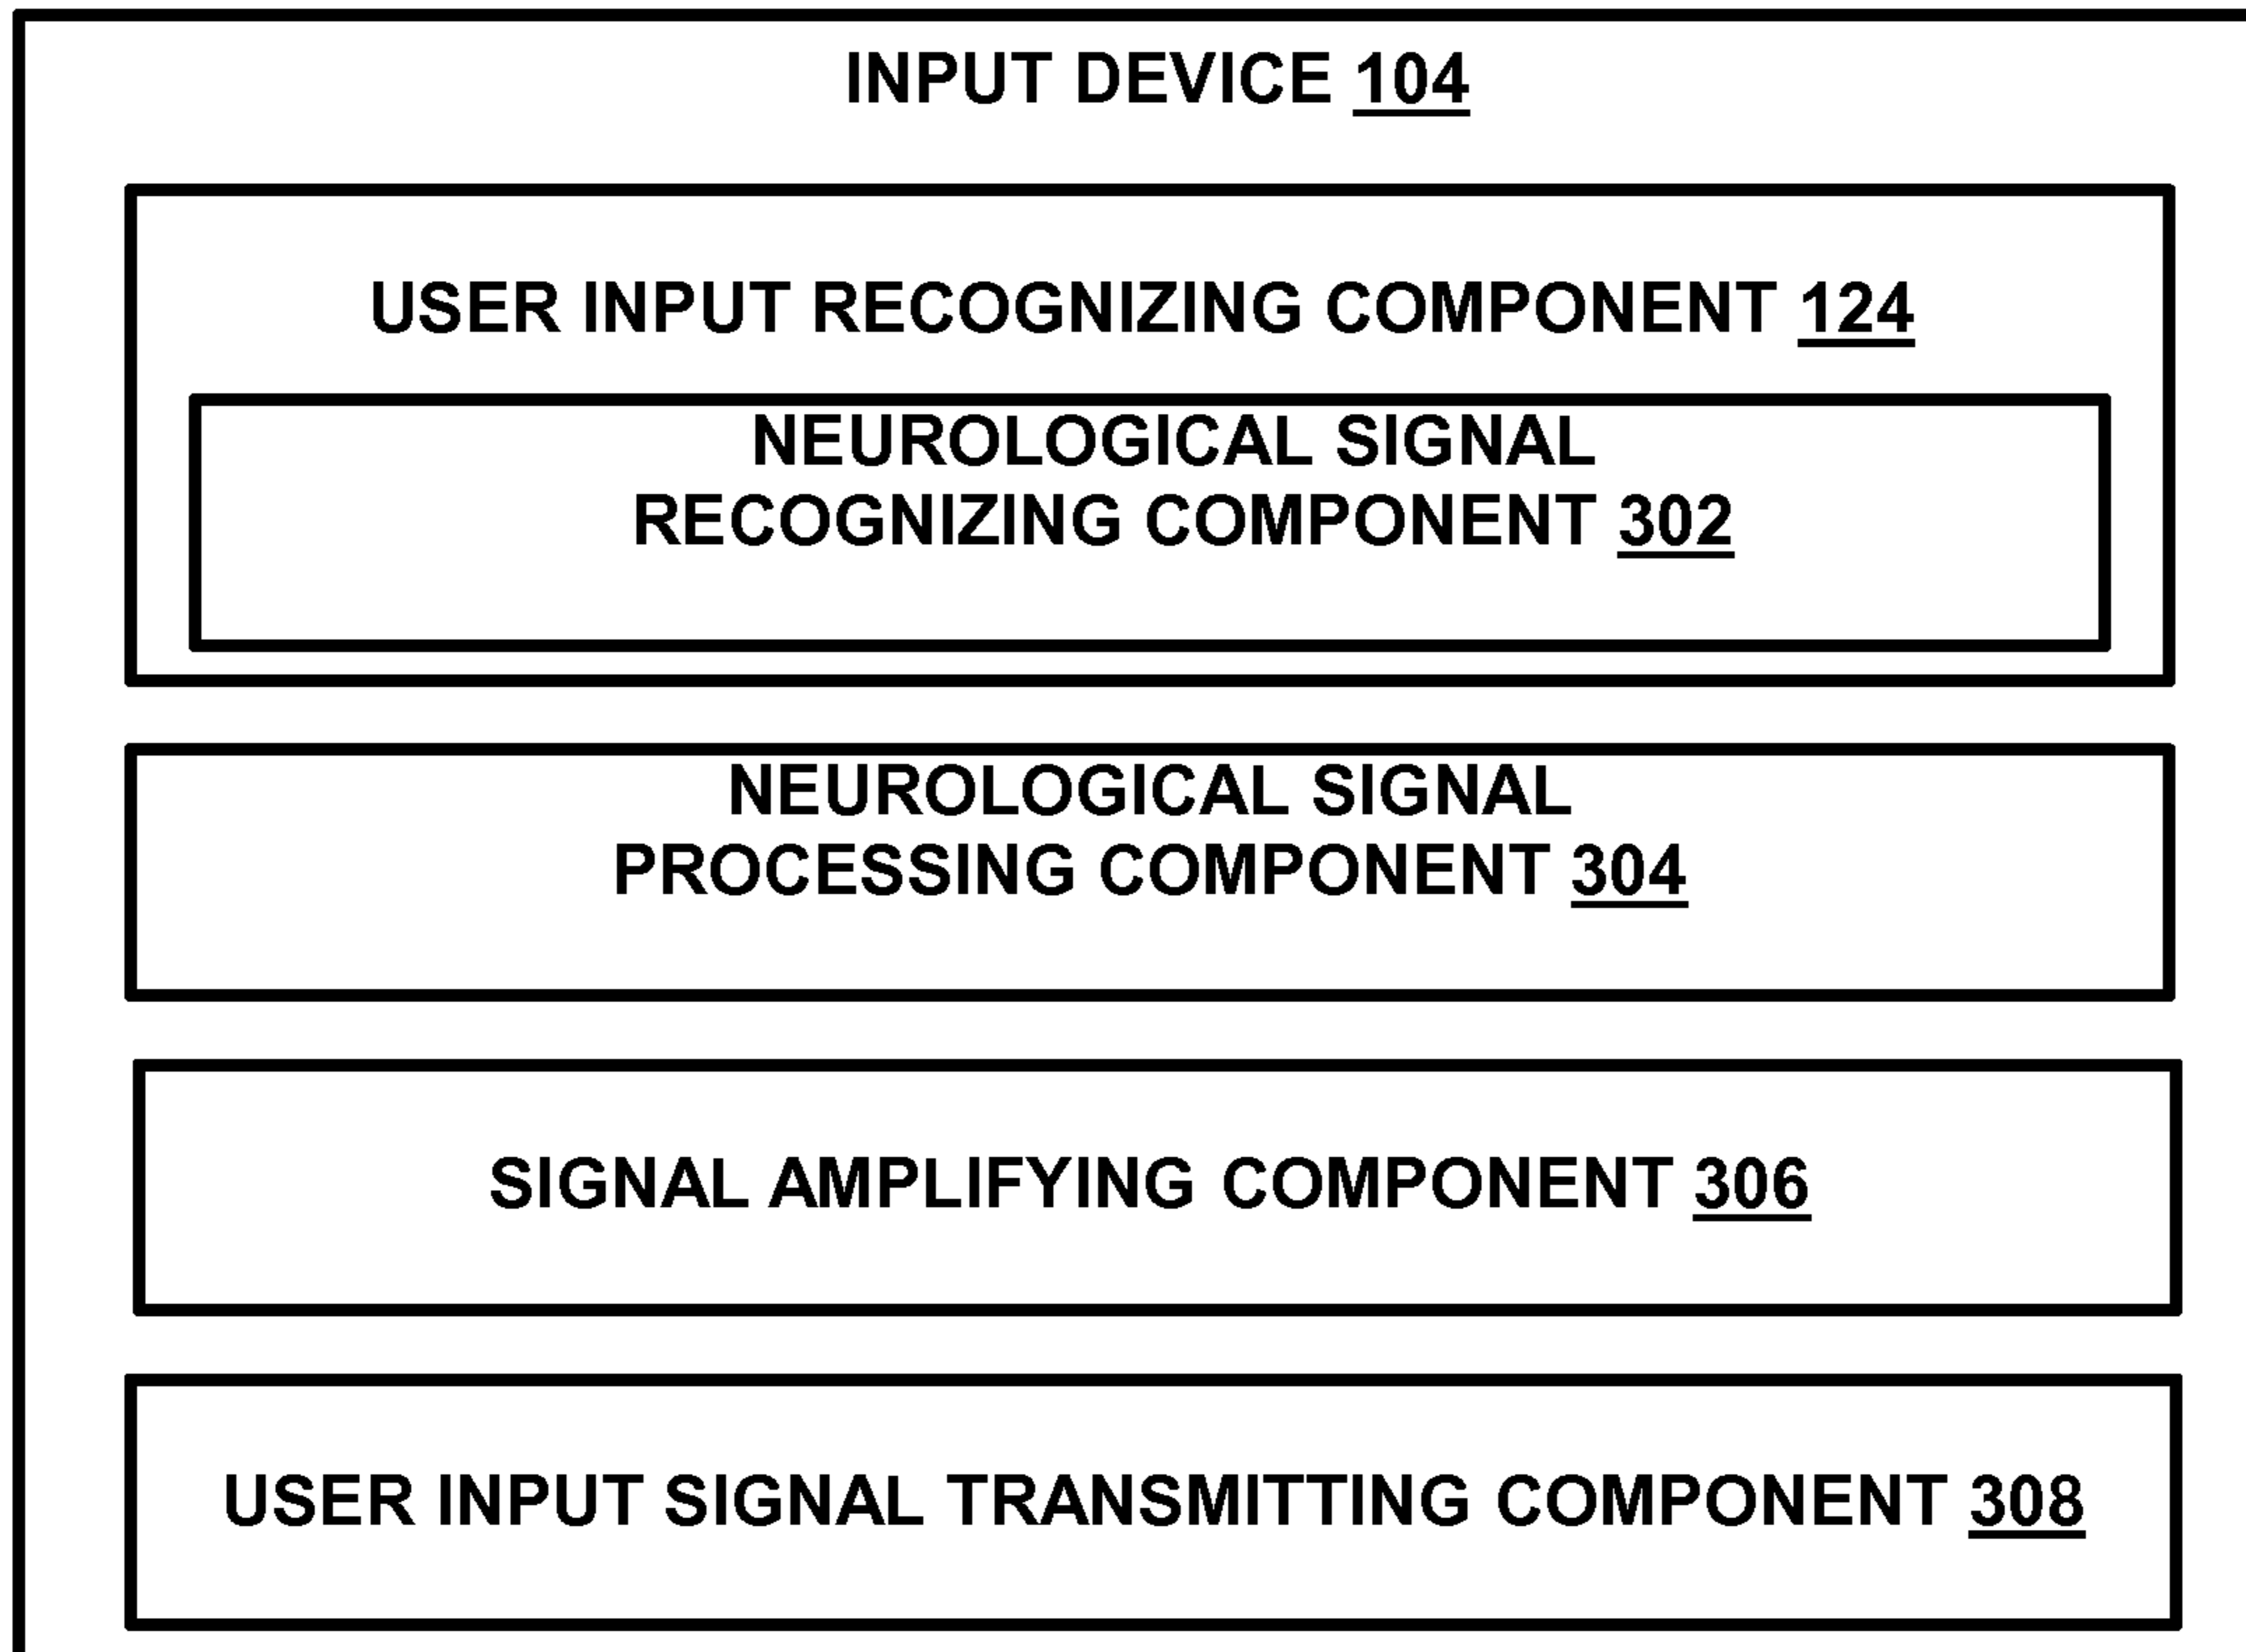 INPUT DEVICE 104
USER INPUT RECOGNIZING COMPONENT 124
NEUROLOGICAL SIGNAL
RECOGNIZING COMPONENT 302
NEUROLOGICAL SIGNAL
PROCESSING COMPONENT 304
SIGNAL AMPLIFYING COMPONENT 306
USER INPUT SIGNAL TRANSMITTING COMPONENT 308